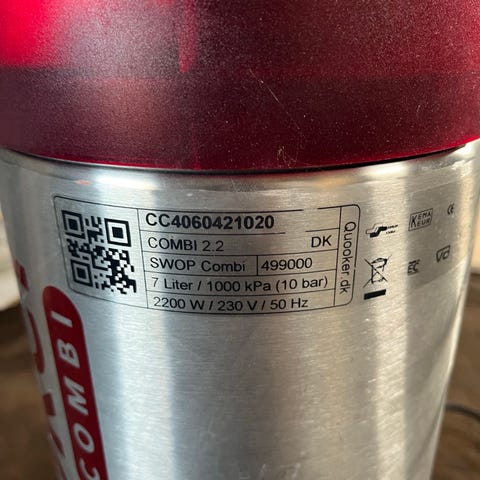 CC4060421020
COMBI 2.2 DK
SWOP Combi 499000
7 Liter / 1000 kPa (10 bar)
2200 W / 230 V / 50 Hz
Quooker.dk
KEMA
KEUR
CE
COMBI